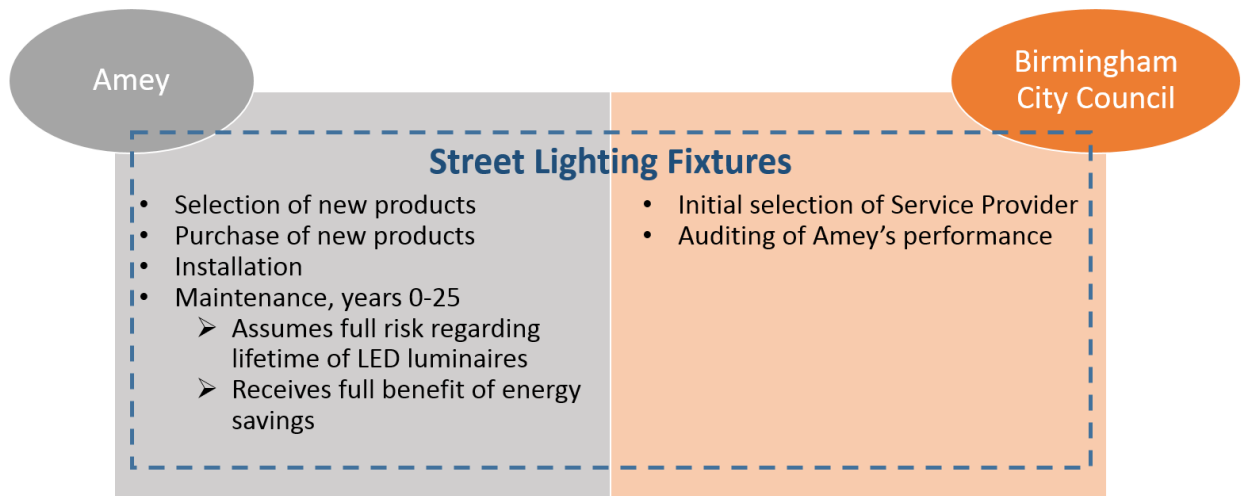 Amey
Birmingham
City Council
Street Lighting Fixtures
• Selection of new products
• Purchase of new products
• Installation
• Maintenance, years 0-25
➢ Assumes full risk regarding
lifetime of LED luminaires
➢ Receives full benefit of energy
savings
• Initial selection of Service Provider
• Auditing of Amey’s performance